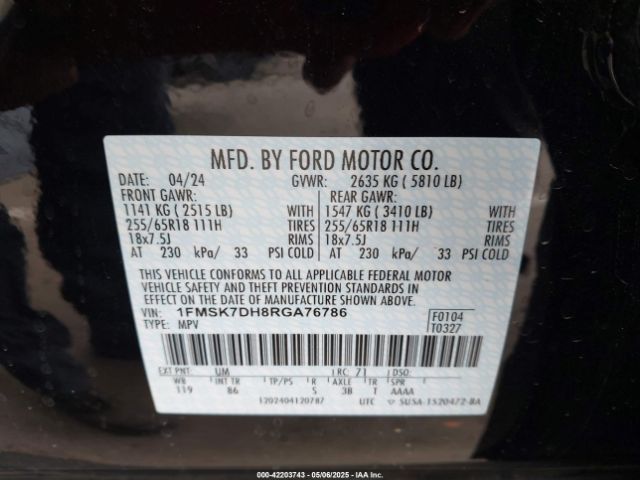 MFD. BY FORD MOTOR CO.
DATE: 04/24 GVWR: 2635 KG ( 5810 LB)
FRONT GAWR: REAR GAWR:
1141 KG ( 2515 LB) WITH 1547 KG ( 3410 LB) WITH
255/65R18 111H TIRES 255/65R18 111H TIRES
18x7.5J RIMS 18x7.5J RIMS
AT 230 kPa/ 33 PSI COLD AT 230 kPa/ 33 PSI COLD
THIS VEHICLE CONFORMS TO ALL APPLICABLE FEDERAL MOTOR
VEHICLE SAFETY AND THEFT PREVENTION STANDARDS IN
EFFECT ON THE DATE OF MANUFACTURE SHOWN ABOVE.
VIN: 1FMSK7DH8RGA76786 F0104
TYPE: MPV T0327
EXT PNT: UM RC: 71 DSO:
WB INT TR TP/PS R AXLE TR SPR
119 86 5 3B T AAAA
1202404120787 UTC SU5A-1520472-BA
000-42203743 - 05/06/2025 - IAA Inc.